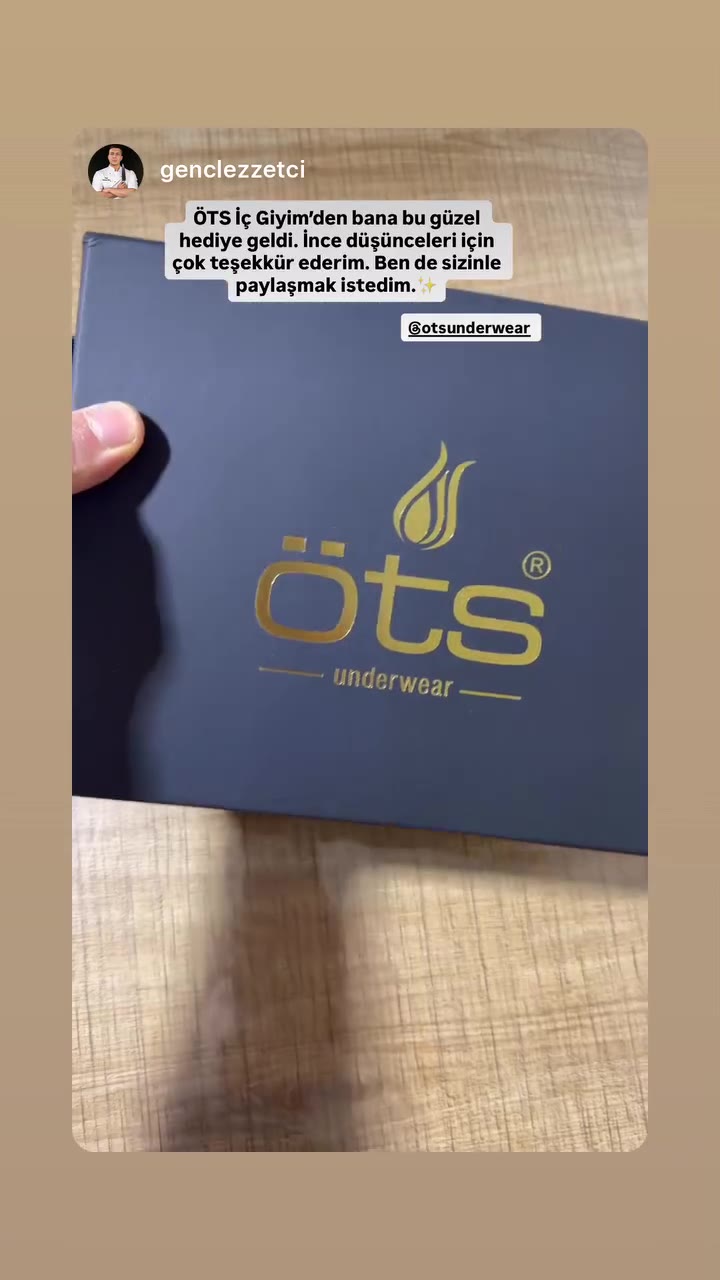 genclezzetci
ÖTS İç Giyim’den bana bu güzel
hediye geldi. İnce düşünceleri için
çok teşekkür ederim. Ben de sizinle
paylaşmak istedim.✨
@otsunderwear
öts®
underwear